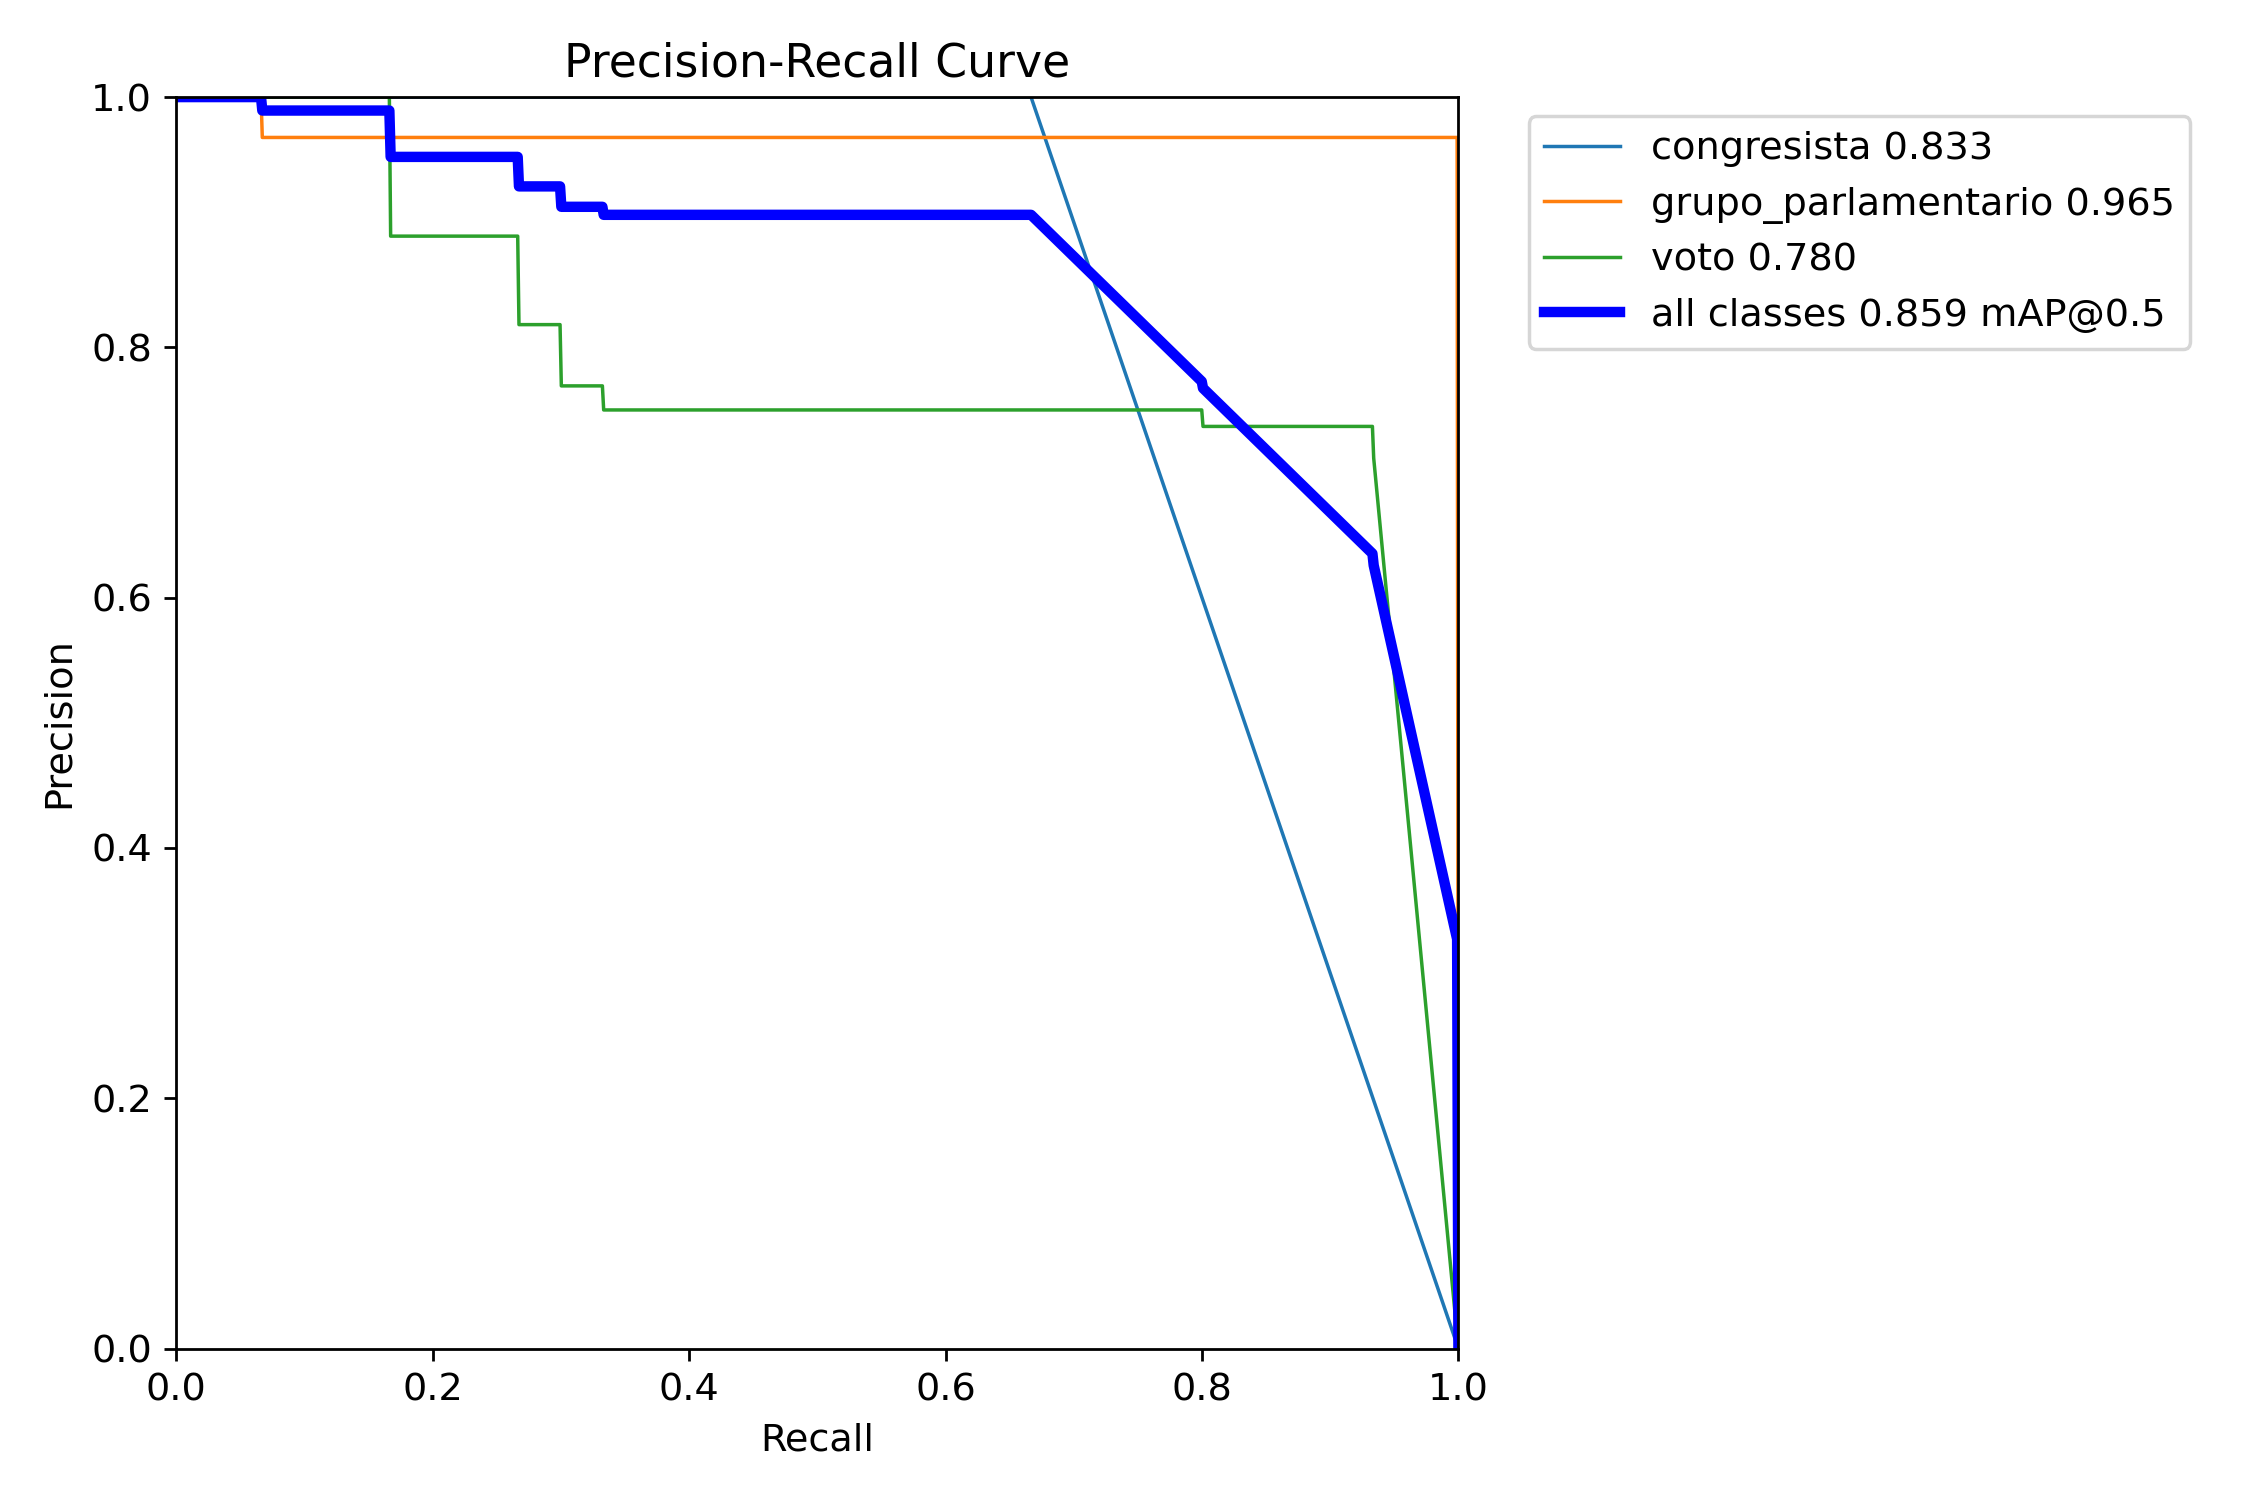 Precision-Recall Curve
1.0
0.8
0.6
0.4
0.2
0.0
Precision
0.0 0.2 0.4 0.6 0.8 1.0
Recall
congresista 0.833
grupo_parlamentario 0.965
voto 0.780
all classes 0.859 mAP@0.5